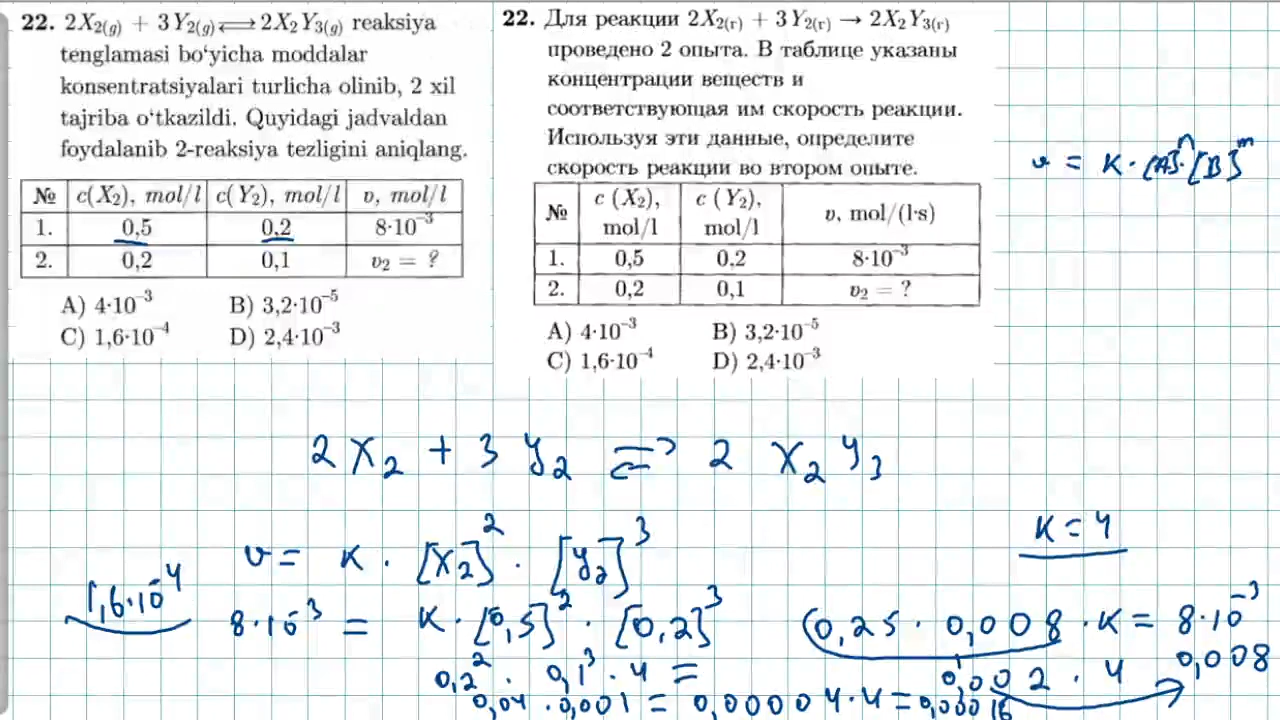 22. 2X₂(g) + 3Y₂(g) ⇌ 2X₂Y₃(g) reaksiya
tenglamasi bo‘yicha moddalar
konsentratsiyalari turlicha olinib, 2 xil
tajriba o‘tkazildi. Quyidagi jadvaldan
foydalanib 2-reaksiya tezligini aniqlang.
№ c(X₂), mol/l c(Y₂), mol/l υ, mol/l
1. 0,5 0,2 8·10⁻³
2. 0,2 0,1 υ₂ = ?
A) 4·10⁻³ B) 3,2·10⁻⁵
C) 1,6·10⁻⁴ D) 2,4·10⁻³
22. Для реакции 2X₂(г) + 3Y₂(г) → 2X₂Y₃(г)
проведено 2 опыта. В таблице указаны
концентрации веществ и
соответствующая им скорость реакции.
Используя эти данные, определите
скорость реакции во втором опыте.
№ c (X₂), mol/l c (Y₂), mol/l υ, mol/(l·s)
1. 0,5 0,2 8·10⁻³
2. 0,2 0,1 υ₂ = ?
A) 4·10⁻³ B) 3,2·10⁻⁵
C) 1,6·10⁻⁴ D) 2,4·10⁻³
υ = K · [A]ⁿ · [B]ᵐ
2X₂ + 3Y₂ ⇌ 2X₂Y₃
K = 4
υ = K · [X₂]² · [Y₂]³
1,6·10⁻⁴
8·10⁻³ = K · [0,5]² · [0,2]³
0,25 · 0,008 · K = 8·10⁻³
0,2² · 0,1³ · 4 =
0,002 · 4 0,008
0,04 · 0,001 = 0,00004·4 = 0,00016